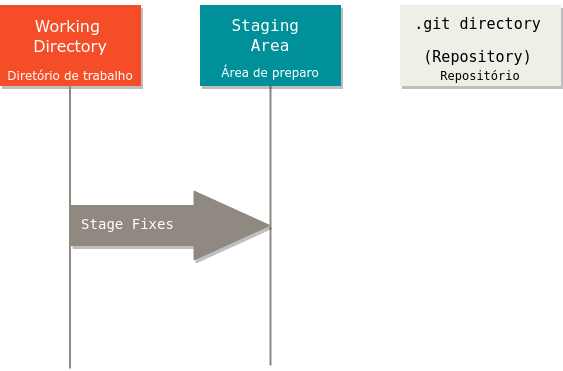 Working
Directory
Diretório de trabalho
Staging
Area
Área de preparo
.git directory
(Repository)
Repositório
Stage Fixes